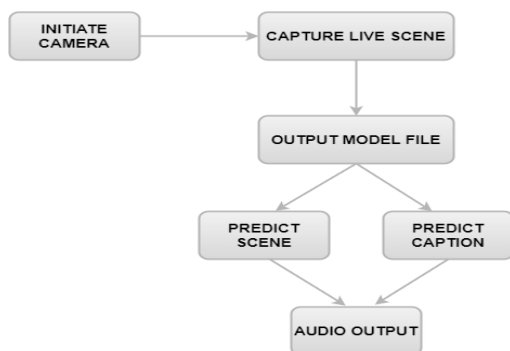 INITIATE
CAMERA
CAPTURE LIVE SCENE
OUTPUT MODEL FILE
PREDICT
SCENE
PREDICT
CAPTION
AUDIO OUTPUT